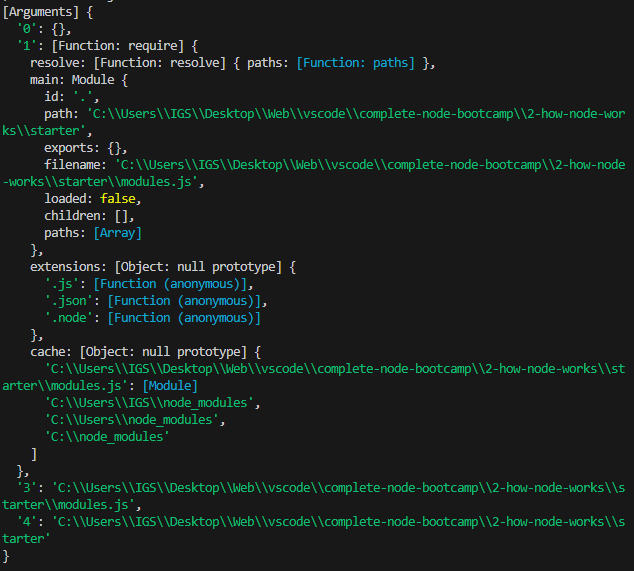 [Arguments] {
  '0': {},
  '1': [Function: require] {
    resolve: [Function: resolve] { paths: [Function: paths] },
    main: Module {
      id: '.',
      path: 'C:\\Users\\IGS\\Desktop\\Web\\vscode\\complete-node-bootcamp\\2-how-node-wor
ks\\starter',
      exports: {},
      filename: 'C:\\Users\\IGS\\Desktop\\Web\\vscode\\complete-node-bootcamp\\2-how-node
-works\\starter\\modules.js',
      loaded: false,
      children: [],
      paths: [Array]
    },
    extensions: [Object: null prototype] {
      '.js': [Function (anonymous)],
      '.json': [Function (anonymous)],
      '.node': [Function (anonymous)]
    },
    cache: [Object: null prototype] {
      'C:\\Users\\IGS\\Desktop\\Web\\vscode\\complete-node-bootcamp\\2-how-node-works\\st
arter\\modules.js': [Module]
      'C:\\Users\\IGS\\node_modules',
      'C:\\Users\\node_modules',
      'C:\\node_modules'
    ]
  },
  '3': 'C:\\Users\\IGS\\Desktop\\Web\\vscode\\complete-node-bootcamp\\2-how-node-works\\s
tarter\\modules.js',
  '4': 'C:\\Users\\IGS\\Desktop\\Web\\vscode\\complete-node-bootcamp\\2-how-node-works\\s
tarter'
}